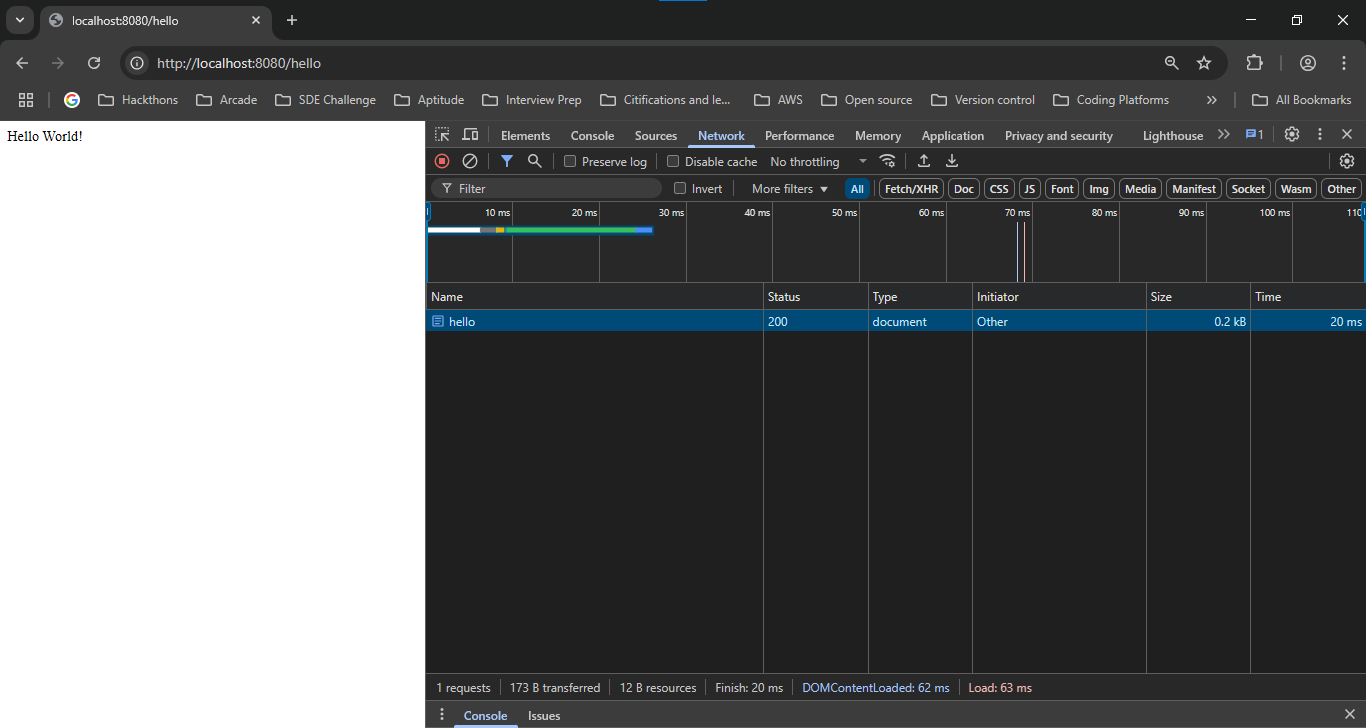 localhost:8080/hello
http://localhost:8080/hello
Hackthons Arcade SDE Challenge Aptitude Interview Prep Citifications and le... AWS Open source Version control Coding Platforms » All Bookmarks
Hello World!
Elements Console Sources Network Performance Memory Application Privacy and security Lighthouse » 1
Preserve log Disable cache No throttling
Filter Invert More filters All Fetch/XHR Doc CSS JS Font Img Media Manifest Socket Wasm Other
10 ms 20 ms 30 ms 40 ms 50 ms 60 ms 70 ms 80 ms 90 ms 100 ms 110
Name Status Type Initiator Size Time
hello 200 document Other 0.2 kB 20 ms
1 requests 173 B transferred 12 B resources Finish: 20 ms DOMContentLoaded: 62 ms Load: 63 ms
Console Issues